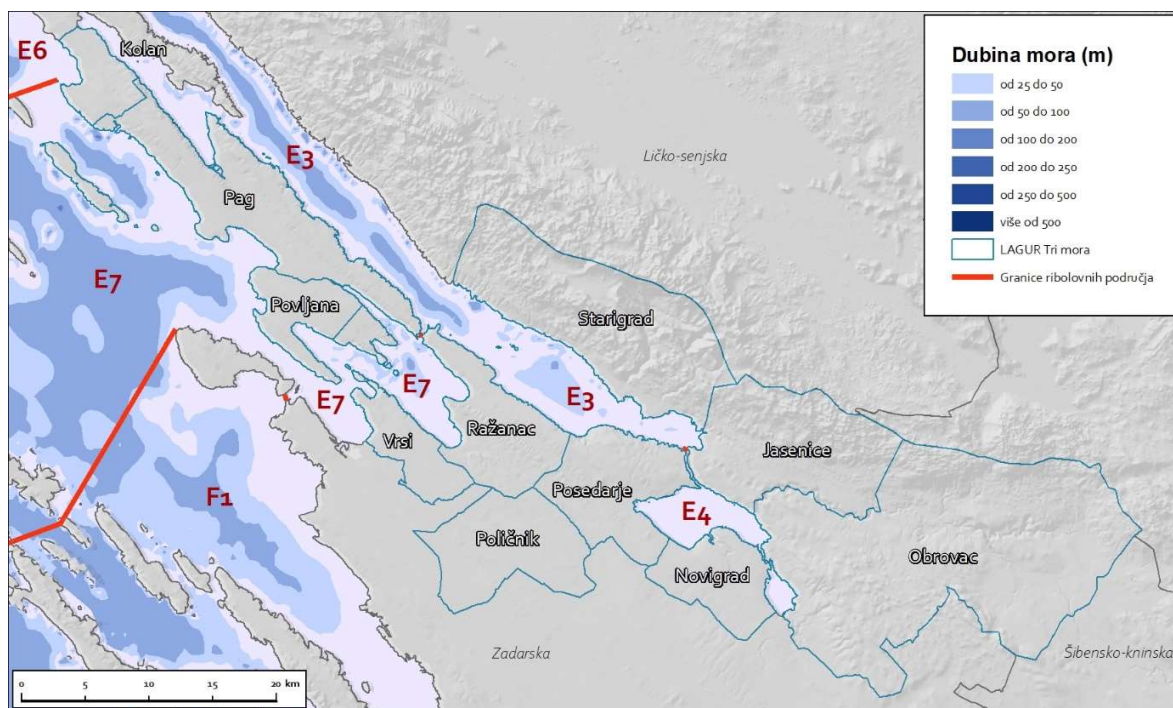 Kolan
E6
E3
Ličko-senjska
Pag
E7
Povljana
Starigrad
E7
E7
E3
Ražanac
Vrsi
Jasenice
Posedarje
F1
E4
Poličnik
Obrovac
Novigrad
Zadarska
Šibensko-kninska
0 5 10 15 20 km
Dubina mora (m)
od 25 do 50
od 50 do 100
od 100 do 200
od 200 do 250
od 250 do 500
više od 500
LAGUR Tri mora
Granice ribolovnih područja